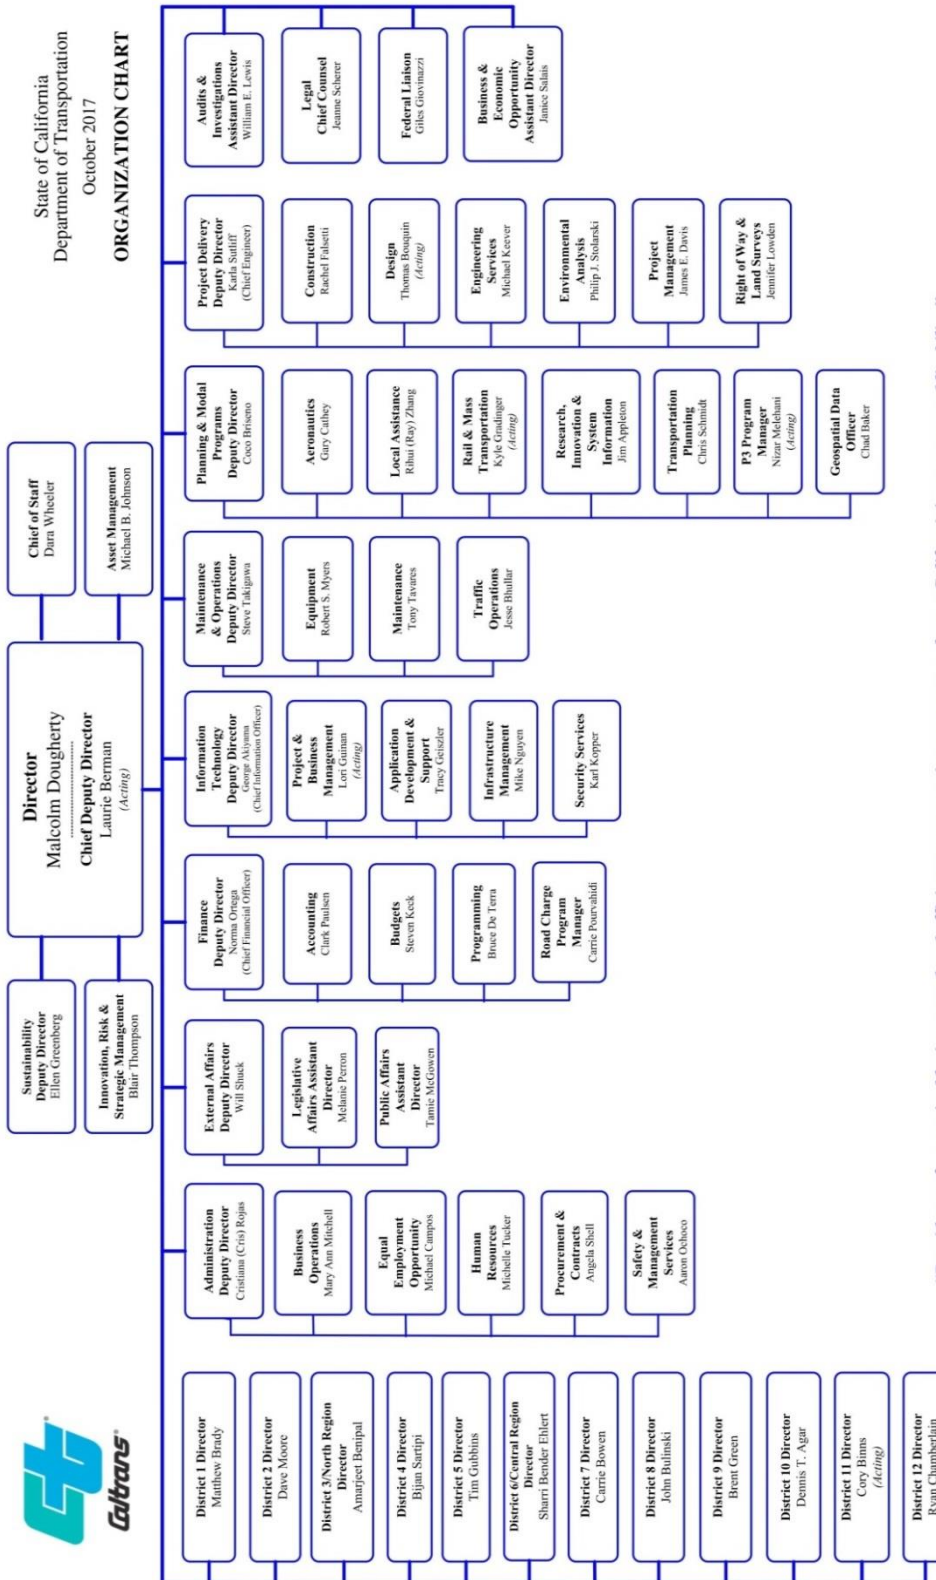 Caltrans®
State of California
Department of Transportation
October 2017
ORGANIZATION CHART
Sustainability
Deputy Director
Ellen Greenberg
Innovation, Risk &
Strategic Management
Blair Thompson
Director
Malcolm Dougherty
Chief Deputy Director
Laurie Berman
(Acting)
Chief of Staff
Dara Wheeler
Asset Management
Michael B. Johnson
District 1 Director
Matthew Brady
District 2 Director
Dave Moore
District 3/North Region
Director
Amarjeet Benipal
District 4 Director
Bijan Sartipi
District 5 Director
Tim Gubbins
District 6/Central Region
Director
Sharri Bender Ehlert
District 7 Director
Carrie Bowen
District 8 Director
John Bulinski
District 9 Director
Brent Green
District 10 Director
Dennis T. Agar
District 11 Director
Cory Binns
(Acting)
District 12 Director
Ryan Chamberlain
Administration
Deputy Director
Cristiana (Cris) Rojas
Business
Operations
Mary Ann Mitchell
Equal
Employment
Opportunity
Michael Campos
Human
Resources
Michelle Tucker
Procurement &
Contracts
Angela Shell
Safety &
Management
Services
Aaron Ochoco
External Affairs
Deputy Director
Will Shuck
Legislative
Affairs Assistant
Director
Melanie Perron
Public Affairs
Assistant
Director
Tamie McGowen
Finance
Deputy Director
Norma Ortega
(Chief Financial Officer)
Accounting
Clark Paulsen
Budgets
Steven Keck
Programming
Bruce De Terra
Road Charge
Program
Manager
Carrie Pourvahidi
Information
Technology
Deputy Director
George Akiyama
(Chief Information Officer)
Project &
Business
Management
Lori Guinan
(Acting)
Application
Development &
Support
Tracy Geiszler
Infrastructure
Management
Mike Nguyen
Security Services
Karl Kopper
Maintenance
& Operations
Deputy Director
Steve Takigawa
Equipment
Robert S. Myers
Maintenance
Tony Tavares
Traffic
Operations
Jesse Bhullar
Planning & Modal
Programs
Deputy Director
Coco Briseno
Aeronautics
Gary Cathey
Local Assistance
Rihui (Ray) Zhang
Rail & Mass
Transportation
Kyle Gradinger
(Acting)
Research,
Innovation &
System
Information
Jim Appleton
Transportation
Planning
Chris Schmidt
P3 Program
Manager
Nizar Melehani
(Acting)
Geospatial Data
Officer
Chad Baker
Project Delivery
Deputy Director
Karla Sutliff
(Chief Engineer)
Construction
Rachel Falsetti
Design
Thomas Bouquin
(Acting)
Engineering
Services
Michael Keever
Environmental
Analysis
Philip J. Stolarski
Project
Management
James E. Davis
Right of Way &
Land Surveys
Jennifer Lowden
Audits &
Investigations
Assistant Director
William E. Lewis
Legal
Chief Counsel
Jeanne Scherer
Federal Liaison
Giles Giovinazzi
Business &
Economic
Opportunity
Assistant Director
Janice Salais